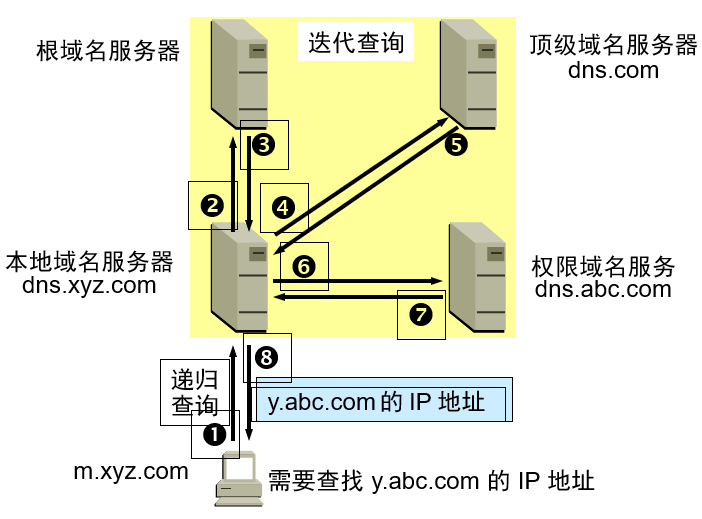 根域名服务器
迭代查询
顶级域名服务器
dns.com
❸
❺
❷
❹
本地域名服务器
dns.xyz.com
❻
权限域名服务
dns.abc.com
❼
❽
递归
查询
y.abc.com 的 IP 地址
❶
m.xyz.com
需要查找 y.abc.com 的 IP 地址